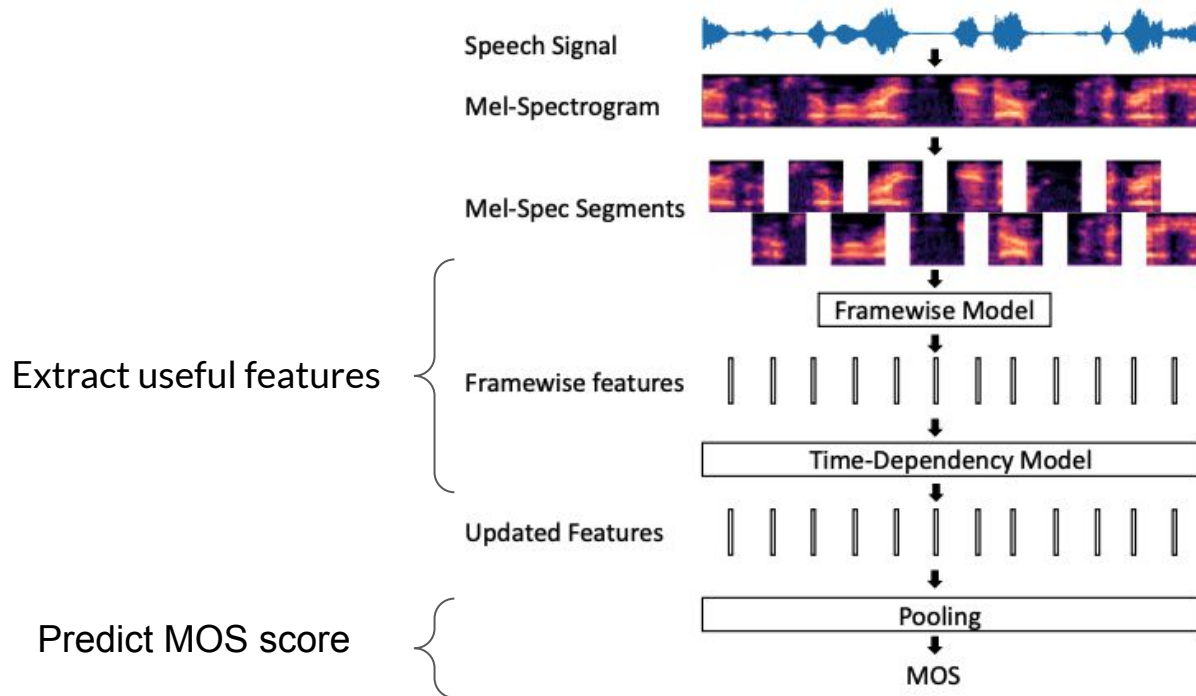 Speech Signal
Mel-Spectrogram
Mel-Spec Segments
Framewise Model
Extract useful features
Framewise features
Time-Dependency Model
Updated Features
Pooling
Predict MOS score
MOS